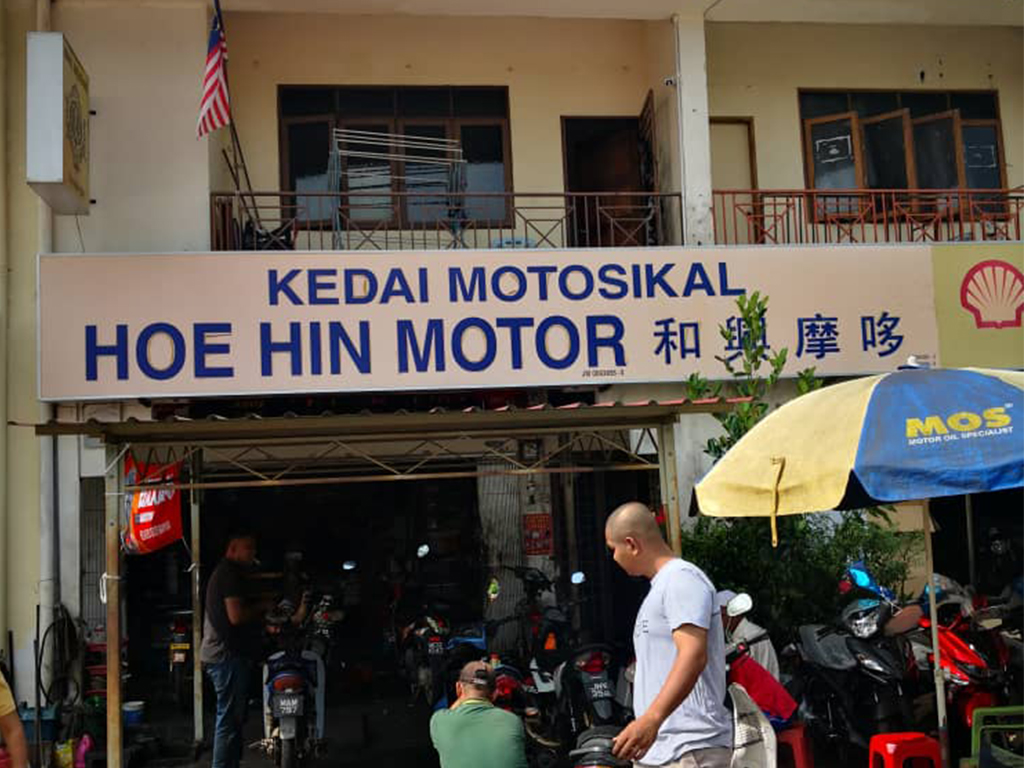 KEDAI MOTOSIKAL
HOE HIN MOTOR 和興摩哆
MOS
MOTOR OIL SPECIALIST